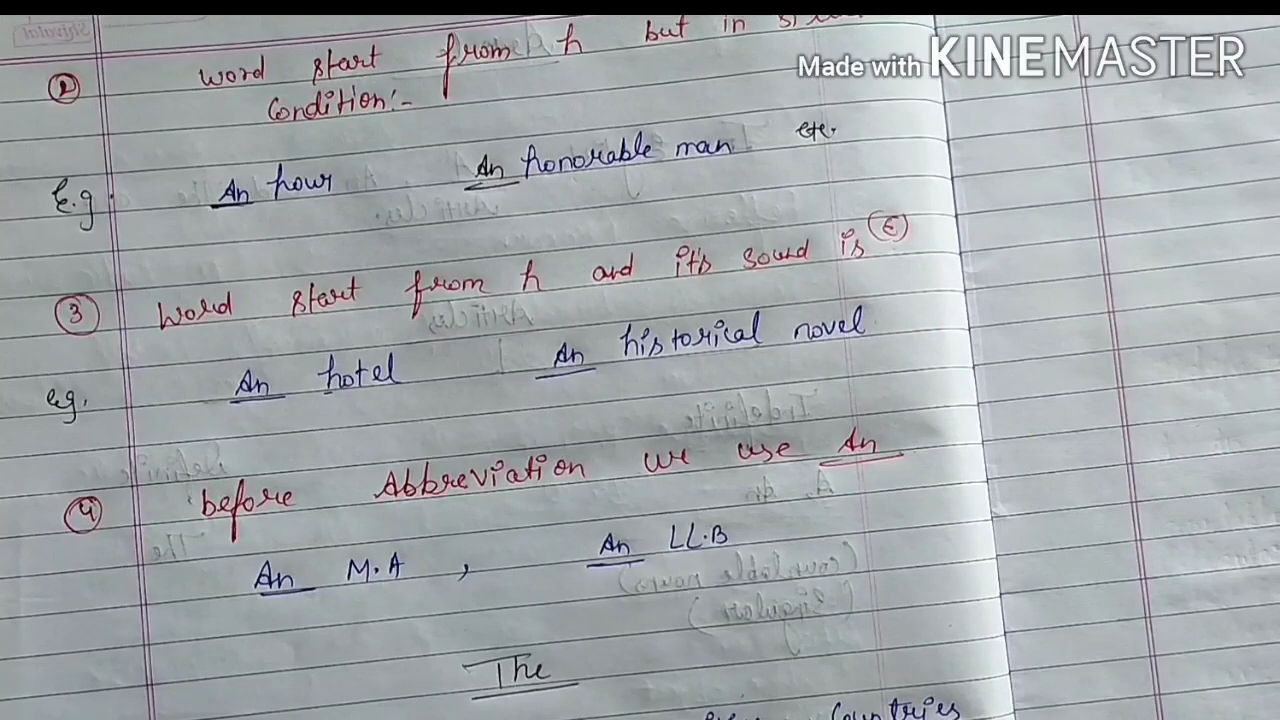 Made with KINEMASTER
② word start from h but in
Condition:-
E.g. An hour An honorable man etc.
③ Word start from h and its sound is
eg. An hotel An historical novel
④ before Abbreviation we use An
An M.A , An LL.B
The
Countries